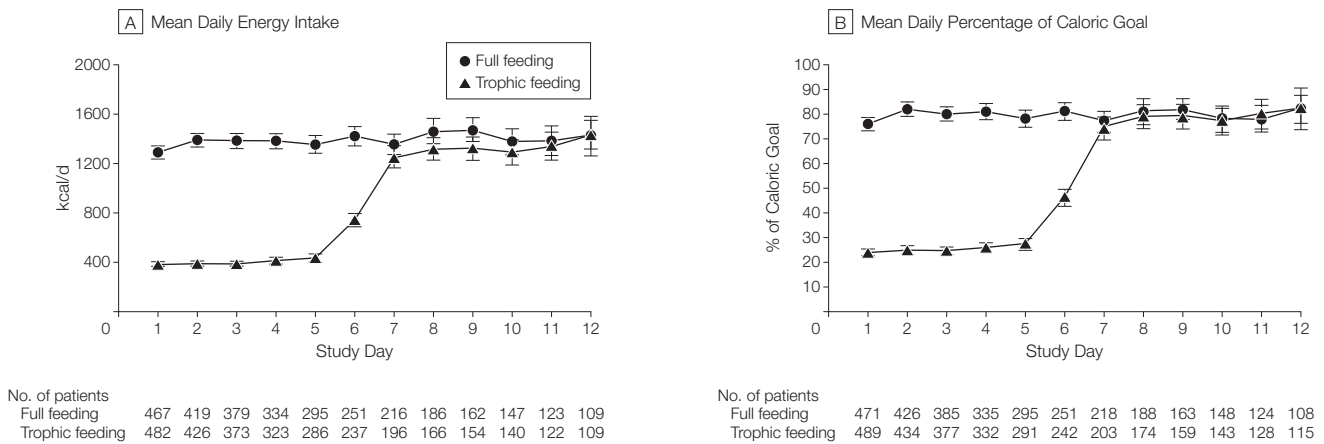 A Mean Daily Energy Intake
Full feeding
Trophic feeding
2000
1600
1200
800
400
0
kcal/d
1 2 3 4 5 6 7 8 9 10 11 12
Study Day
No. of patients
Full feeding 467 419 379 334 295 251 216 186 162 147 123 109
Trophic feeding 482 426 373 323 286 237 196 166 154 140 122 109
B Mean Daily Percentage of Caloric Goal
100
90
80
70
60
50
40
30
20
10
0
% of Caloric Goal
1 2 3 4 5 6 7 8 9 10 11 12
Study Day
No. of patients
Full feeding 471 426 385 335 295 251 218 188 163 148 124 108
Trophic feeding 489 434 377 332 291 242 203 174 159 143 128 115